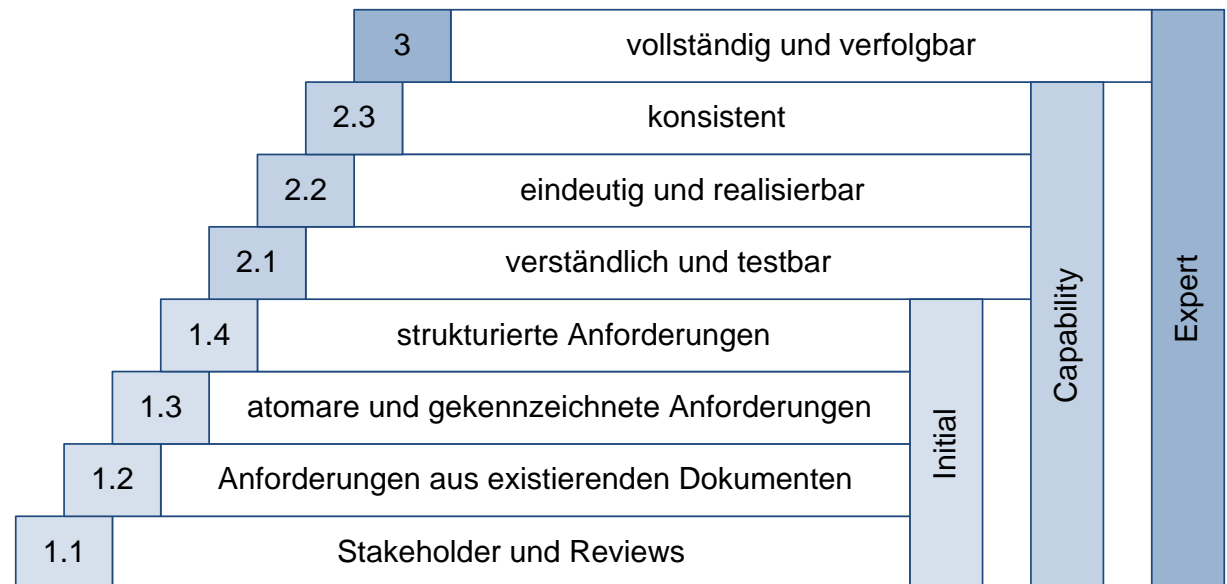 3
vollständig und verfolgbar
2.3
konsistent
2.2
eindeutig und realisierbar
2.1
verständlich und testbar
1.4
strukturierte Anforderungen
1.3
atomare und gekennzeichnete Anforderungen
1.2
Anforderungen aus existierenden Dokumenten
1.1
Stakeholder und Reviews
Initial
Capability
Expert